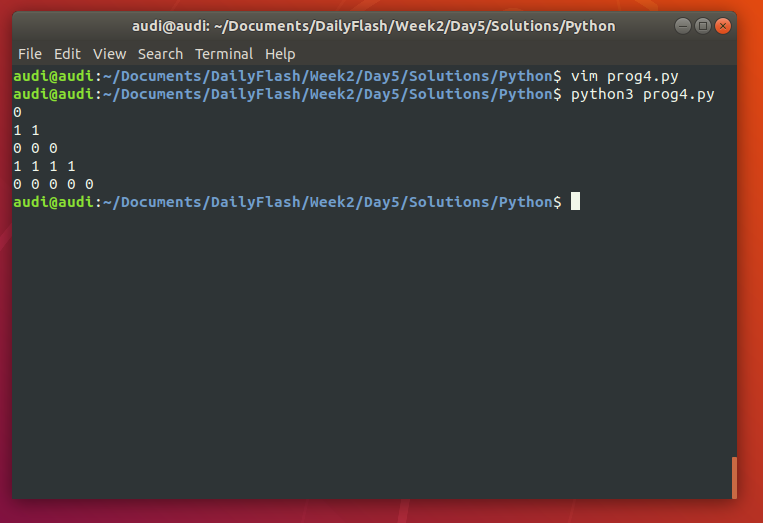 audi@audi: ~/Documents/DailyFlash/Week2/Day5/Solutions/Python
File Edit View Search Terminal Help
audi@audi:~/Documents/DailyFlash/Week2/Day5/Solutions/Python$ vim prog4.py
audi@audi:~/Documents/DailyFlash/Week2/Day5/Solutions/Python$ python3 prog4.py
0
1 1
0 0 0
1 1 1 1
0 0 0 0 0
audi@audi:~/Documents/DailyFlash/Week2/Day5/Solutions/Python$